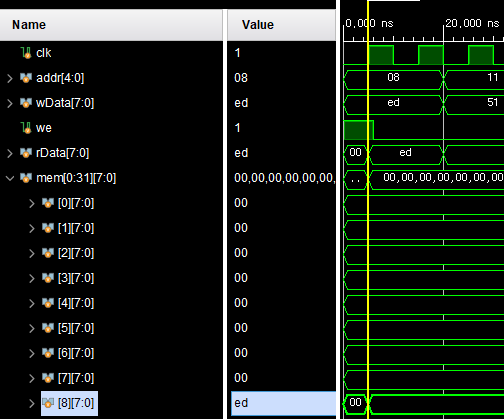 Name Value 0,000 ns 20,000 ns
clk 1
addr[4:0] 08 08 11
wData[7:0] ed ed 51
we 1
rData[7:0] ed 00 ed
mem[0:31][7:0] 00,00,00,00,00,00, .. 00,00,00,00,00,00,00,00
[0][7:0] 00
[1][7:0] 00
[2][7:0] 00
[3][7:0] 00
[4][7:0] 00
[5][7:0] 00
[6][7:0] 00
[7][7:0] 00
[8][7:0] ed 00